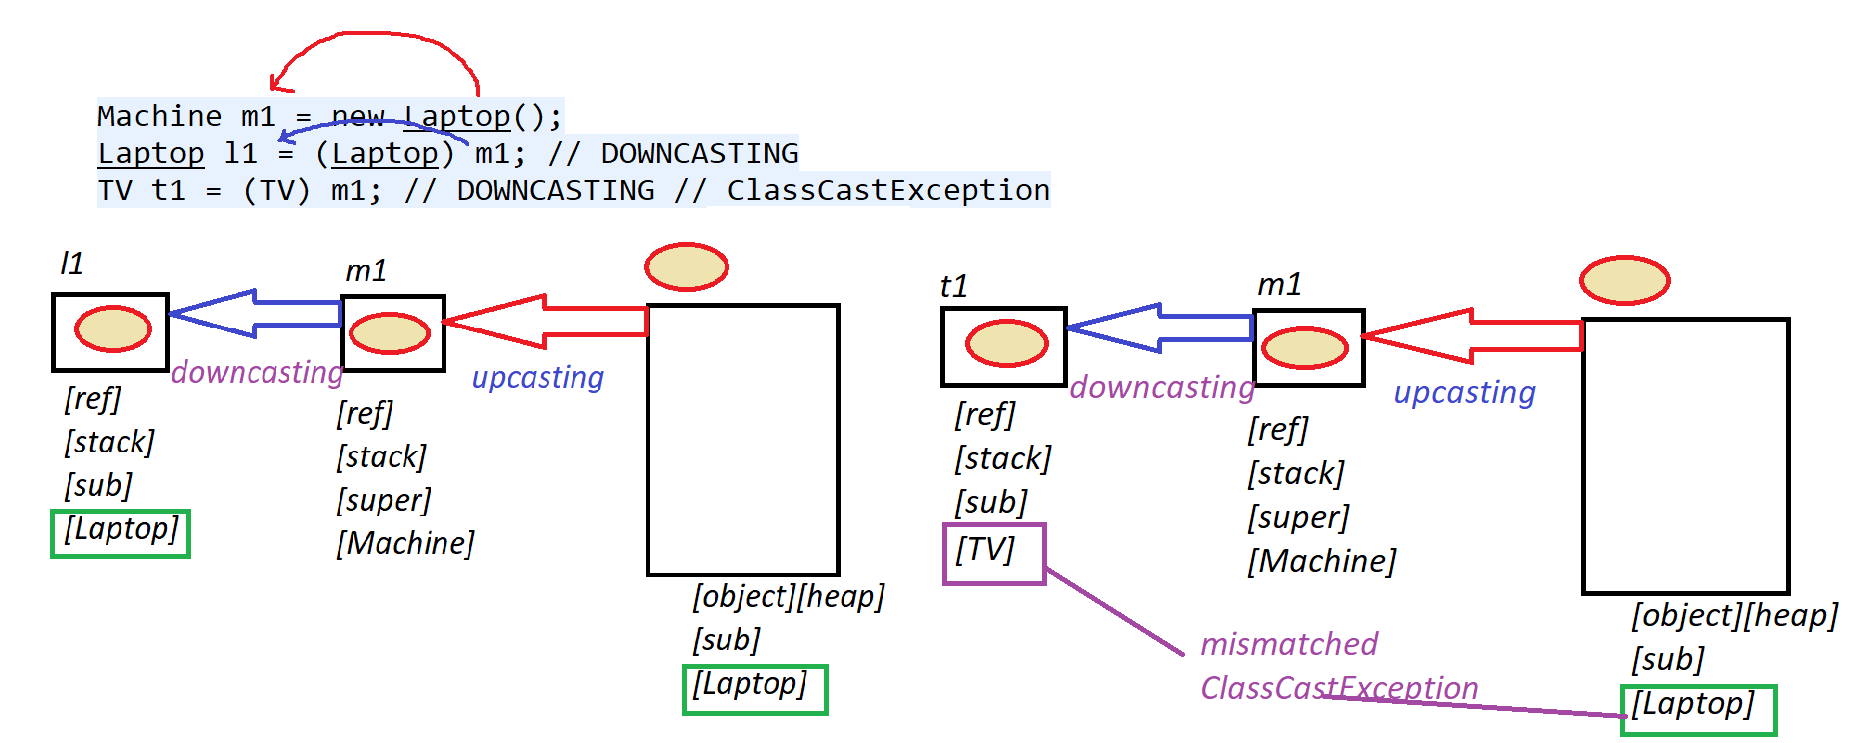 Machine m1 = new Laptop();
Laptop l1 = (Laptop) m1; // DOWNCASTING
TV t1 = (TV) m1; // DOWNCASTING // ClassCastException
l1
m1
downcasting
upcasting
[ref]
[stack]
[sub]
[Laptop]
[ref]
[stack]
[super]
[Machine]
[object][heap]
[sub]
[Laptop]
t1
m1
downcasting
upcasting
[ref]
[stack]
[sub]
[TV]
[ref]
[stack]
[super]
[Machine]
mismatched
ClassCastException
[object][heap]
[sub]
[Laptop]